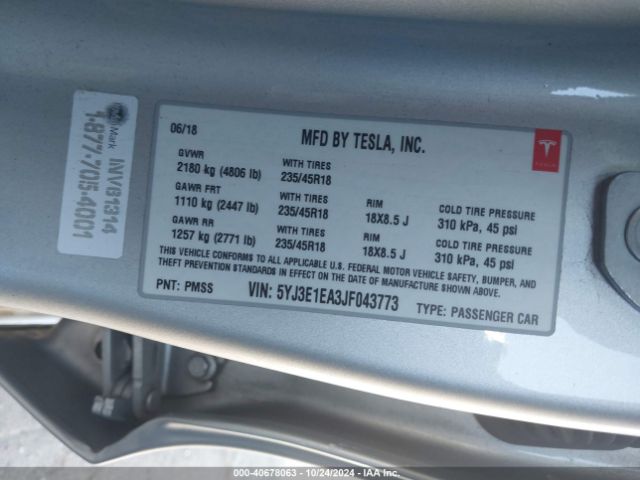 06/18
MFD BY TESLA, INC.
TESLA
GVWR
2180 kg (4806 lb)
WITH TIRES
235/45R18
GAWR FRT
1110 kg (2447 lb)
WITH TIRES
235/45R18
RIM
18X8.5 J
COLD TIRE PRESSURE
310 kPa, 45 psi
GAWR RR
1257 kg (2771 lb)
WITH TIRES
235/45R18
RIM
18X8.5 J
COLD TIRE PRESSURE
310 kPa, 45 psi
THIS VEHICLE CONFORMS TO ALL APPLICABLE U.S. FEDERAL MOTOR VEHICLE SAFETY, BUMPER, AND
THEFT PREVENTION STANDARDS IN EFFECT ON THE DATE OF MANUFACTURE SHOWN ABOVE.
PNT: PMSS
VIN: 5YJ3E1EA3JF043773
TYPE: PASSENGER CAR
Mark
INV81314
1-877-705-4001
000-40678063 - 10/24/2024 - IAA Inc.